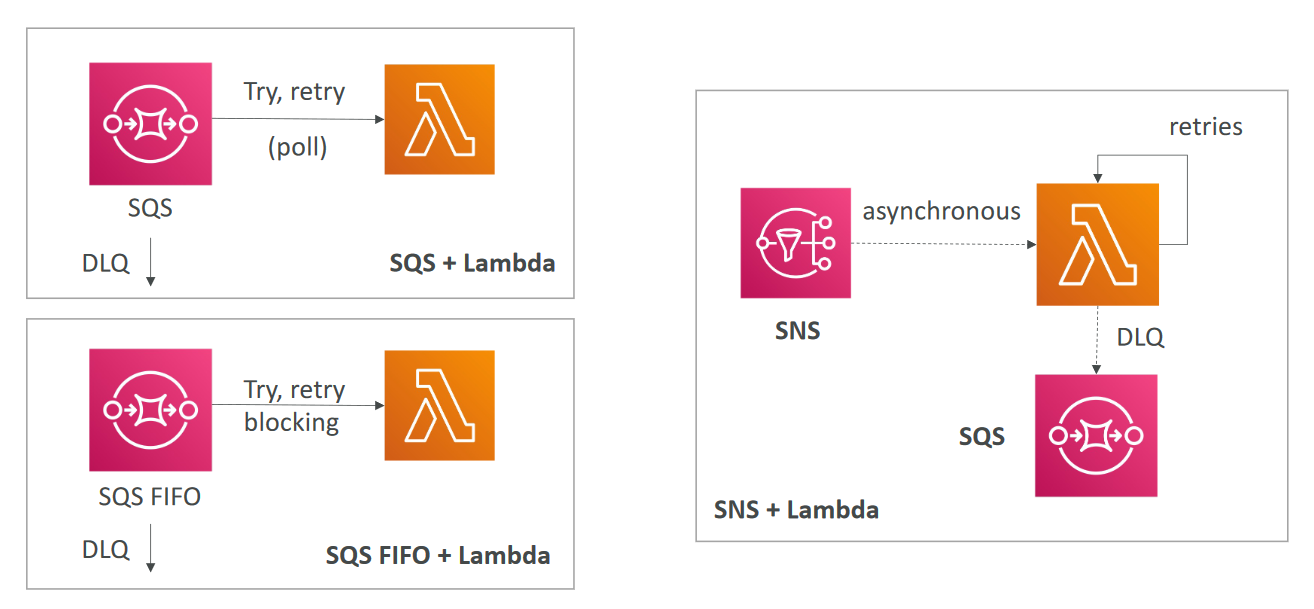 Try, retry
(poll)
SQS
DLQ
SQS + Lambda
Try, retry
blocking
SQS FIFO
DLQ
SQS FIFO + Lambda
retries
asynchronous
SNS
DLQ
SQS
SNS + Lambda